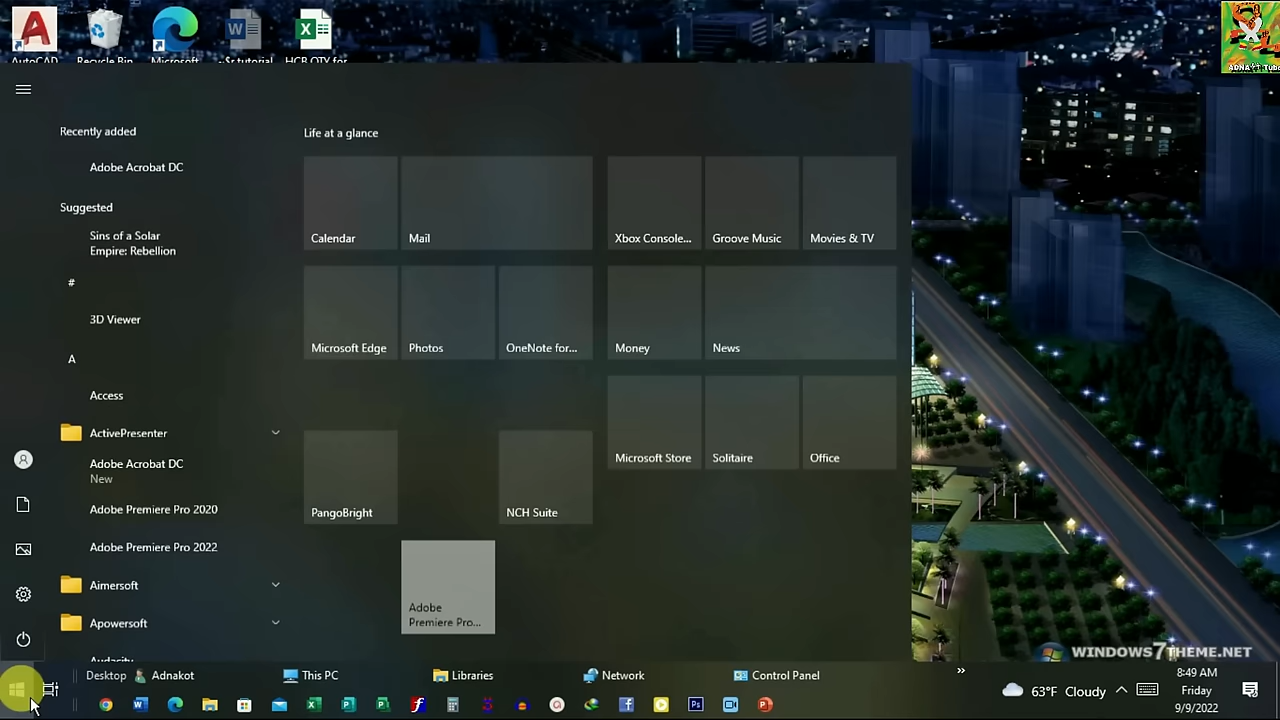 AutoCAD
Recycle Bin
Microsoft
HCB QTY for
Recently added
Adobe Acrobat DC
Suggested
Sins of a Solar
Empire: Rebellion
#
3D Viewer
A
Access
ActivePresenter
Adobe Acrobat DC
New
Adobe Premiere Pro 2020
Adobe Premiere Pro 2022
Aimersoft
Apowersoft
Audacity
Life at a glance
Calendar
Mail
Xbox Console...
Groove Music
Movies & TV
Microsoft Edge
Photos
OneNote for...
Money
News
Microsoft Store
Solitaire
Office
PangoBright
NCH Suite
Adobe
Premiere Pro...
WINDOWS7THEME.NET
Desktop
Adnakot
This PC
Libraries
Network
Control Panel
»
63°F Cloudy
8:49 AM
Friday
9/9/2022